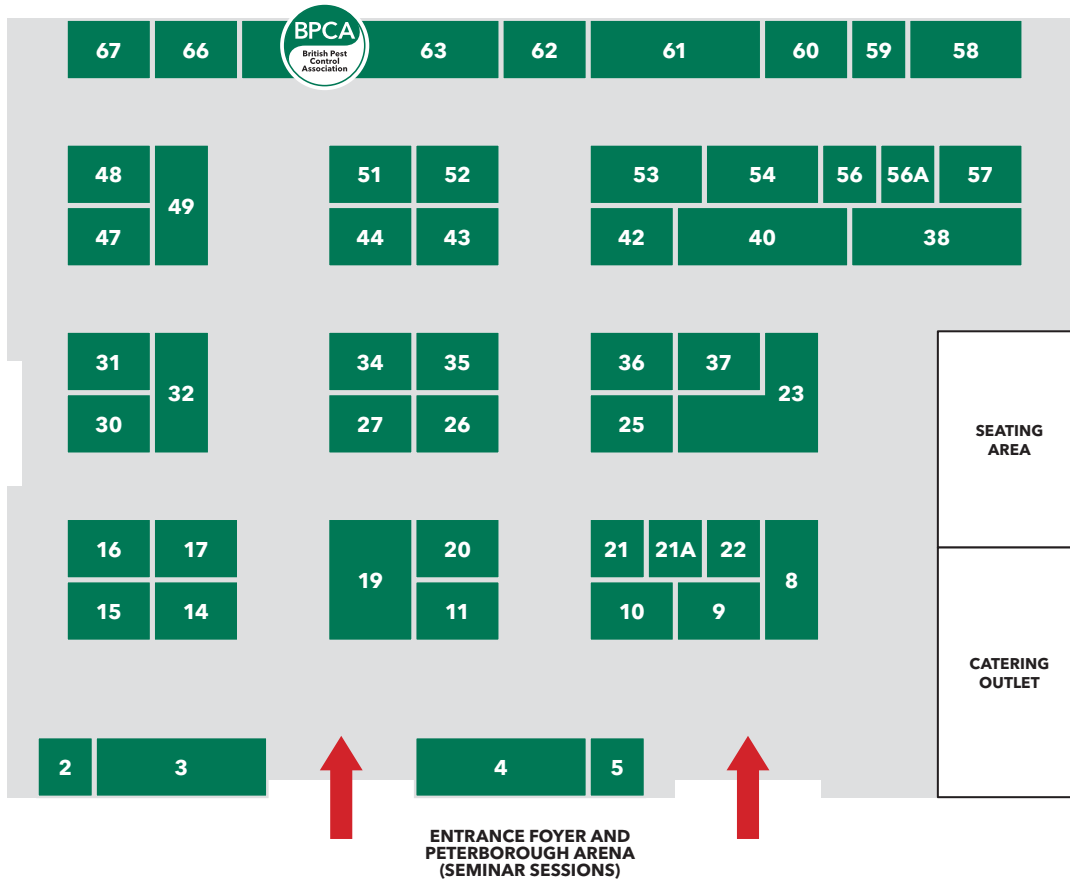 67 66 BPCA 63 62 61 60 59 58
British Pest
Control
Association
48 49 51 52 53 54 56 56A 57
47 44 43 42 40 38
31 32 34 35 36 37 23
30 27 26 25
SEATING
AREA
16 17 19 20 21 21A 22 8
15 14 11 10 9
CATERING
OUTLET
2 3 4 5
ENTRANCE FOYER AND
PETERBOROUGH ARENA
(SEMINAR SESSIONS)